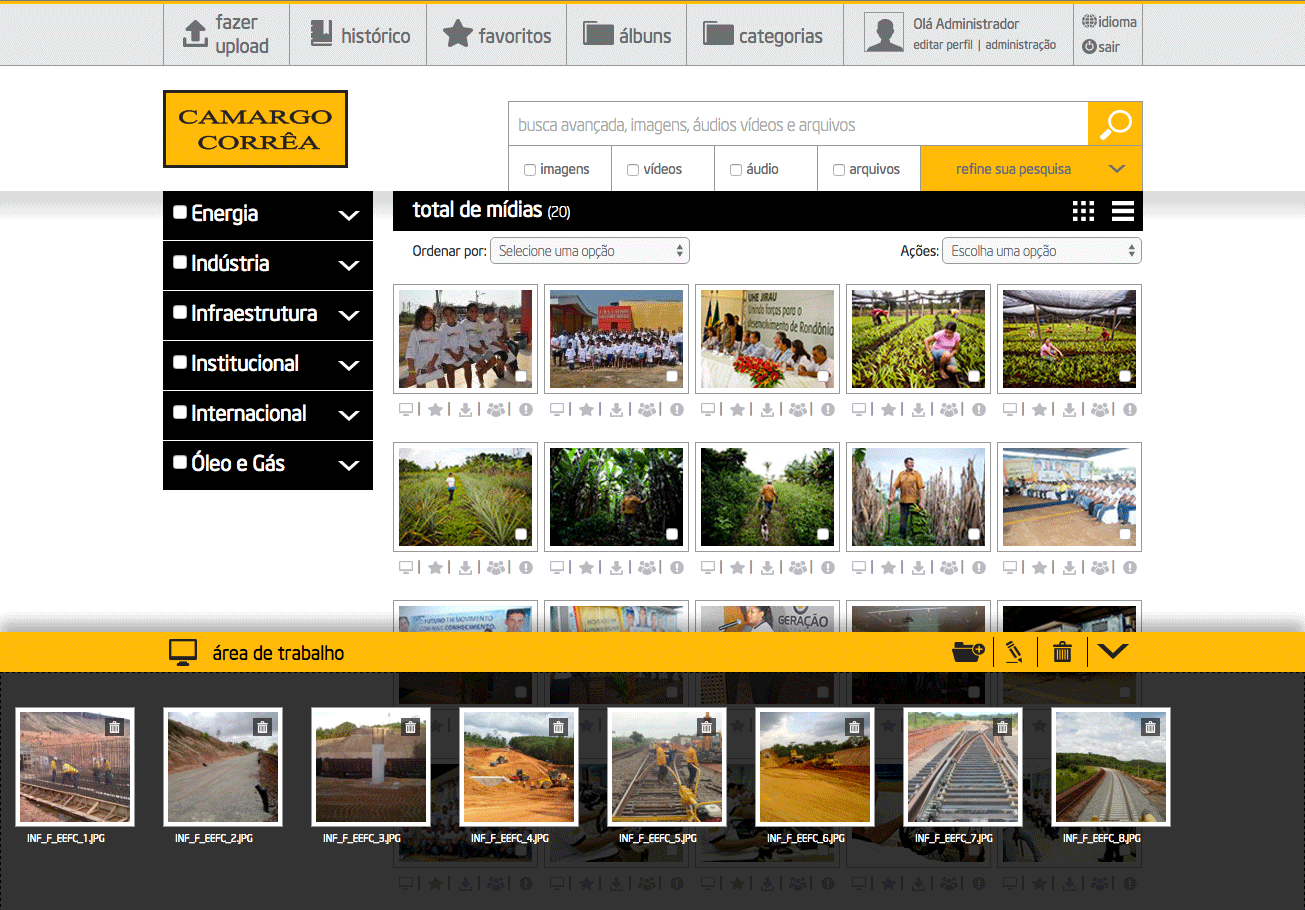 fazer
upload
histórico
favoritos
álbuns
categorias
Olá Administrador
editar perfil | administração
idioma
sair
CAMARGO
CORRÊA
busca avançada, imagens, áudios vídeos e arquivos
imagens
vídeos
áudio
arquivos
refine sua pesquisa
Energia
Indústria
Infraestrutura
Institucional
Internacional
Óleo e Gás
total de mídias (20)
Ordenar por: Selecione uma opção
Ações: Escolha uma opção
UHE JIRAU
Unindo forças para o
desenvolvimento de Rondônia
FUTURO EM MOVIMENTO
COM MAIS CONHECIMENTO.
GERAÇÃO
área de trabalho
INF_F_EEFC_1.JPG
INF_F_EEFC_2.JPG
INF_F_EEFC_3.JPG
INF_F_EEFC_4.JPG
INF_F_EEFC_5.JPG
INF_F_EEFC_6.JPG
INF_F_EEFC_7.JPG
INF_F_EEFC_8.JPG